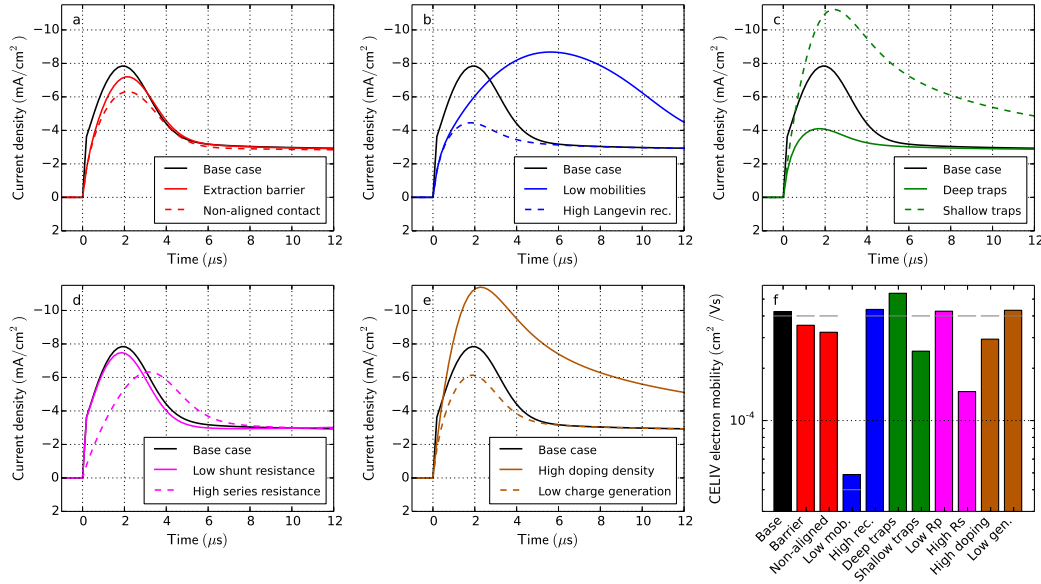 a
Current density (mA/cm²)
−10
−8
−6
−4
−2
0
2
0 2 4 6 8 10 12
Time (μs)
Base case
Extraction barrier
Non-aligned contact
b
Current density (mA/cm²)
−10
−8
−6
−4
−2
0
2
0 2 4 6 8 10 12
Time (μs)
Base case
Low mobilities
High Langevin rec.
c
Current density (mA/cm²)
−10
−8
−6
−4
−2
0
2
0 2 4 6 8 10 12
Time (μs)
Base case
Deep traps
Shallow traps
d
Current density (mA/cm²)
−10
−8
−6
−4
−2
0
2
0 2 4 6 8 10 12
Time (μs)
Base case
Low shunt resistance
High series resistance
e
Current density (mA/cm²)
−10
−8
−6
−4
−2
0
2
0 2 4 6 8 10 12
Time (μs)
Base case
High doping density
Low charge generation
f
CELIV electron mobility (cm²/Vs)
10⁻⁴
Base
Barrier
Non-aligned
Low mob.
High rec.
Deep traps
Shallow traps
Low Rp
High Rs
High doping
Low gen.